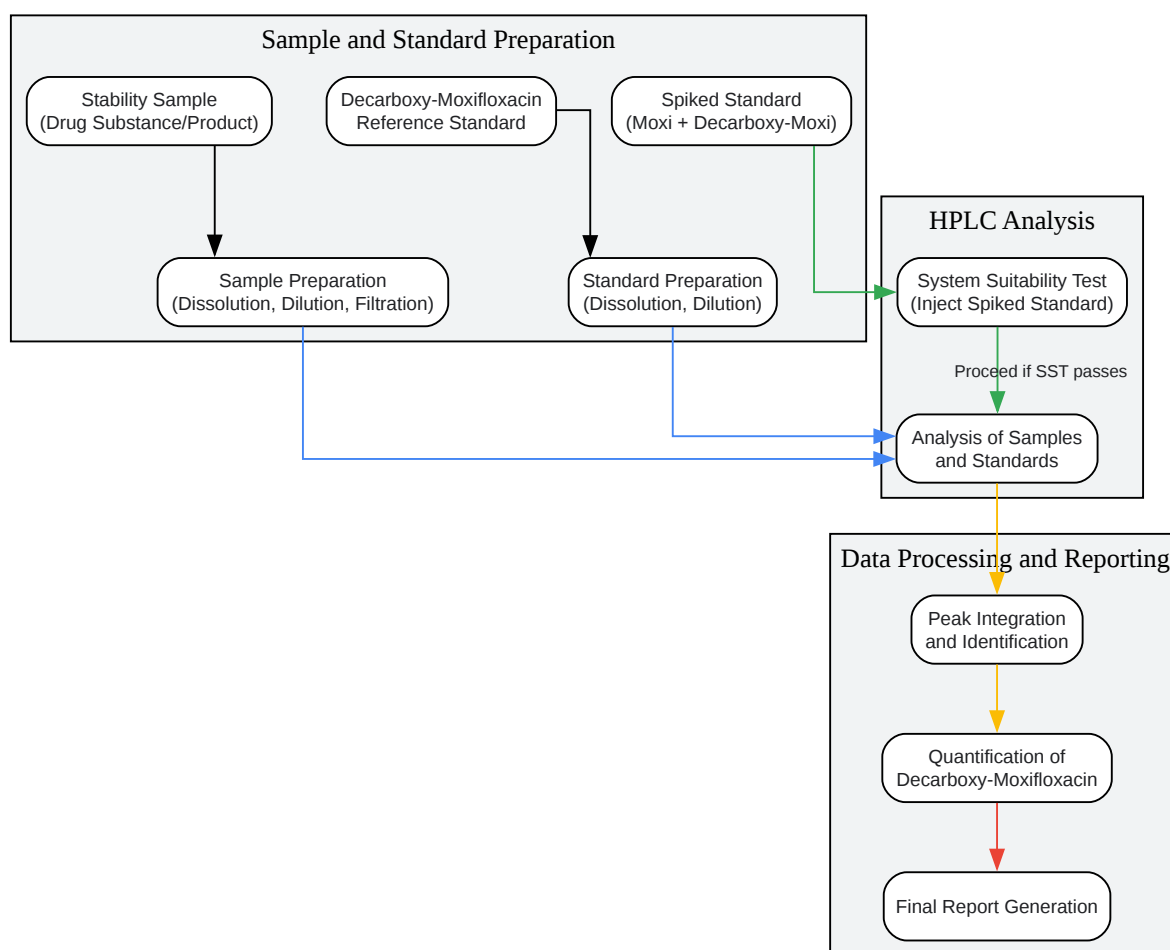 Sample and Standard Preparation
Stability Sample
(Drug Substance/Product)
Decarboxy-Moxifloxacin
Reference Standard
Spiked Standard
(Moxi + Decarboxy-Moxi)
Sample Preparation
(Dissolution, Dilution, Filtration)
Standard Preparation
(Dissolution, Dilution)
HPLC Analysis
System Suitability Test
(Inject Spiked Standard)
Proceed if SST passes
Analysis of Samples
and Standards
Data Processing and Reporting
Peak Integration
and Identification
Quantification of
Decarboxy-Moxifloxacin
Final Report Generation